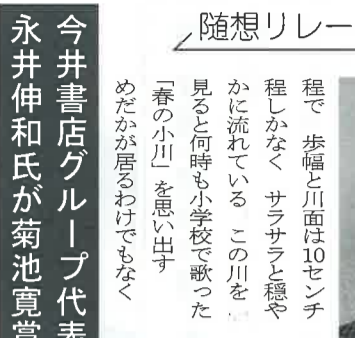 随想リレー
程で　歩幅と川面は10センチ
程しかなく　サラサラと穏や
かに流れている　この川を
見ると何時も小学校で歌った
「春の小川」を思い出す
めだかが居るわけでもなく
今井書店グループ代表
永井伸和氏が菊池寛賞